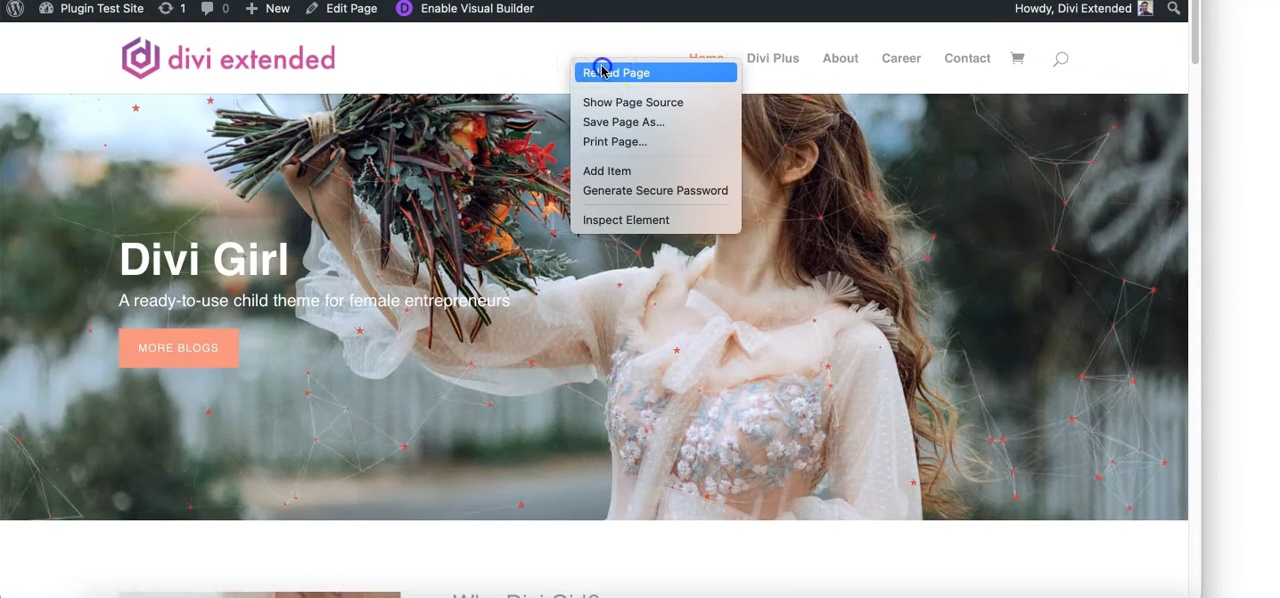 Plugin Test Site 1 0 New Edit Page D Enable Visual Builder Howdy, Divi Extended
divi extended
Divi Plus About Career Contact
Page
Show Page Source
Save Page As...
Print Page...
Add Item
Generate Secure Password
Inspect Element
Divi Girl
A ready-to-use child theme for female entrepreneurs
MORE BLOGS